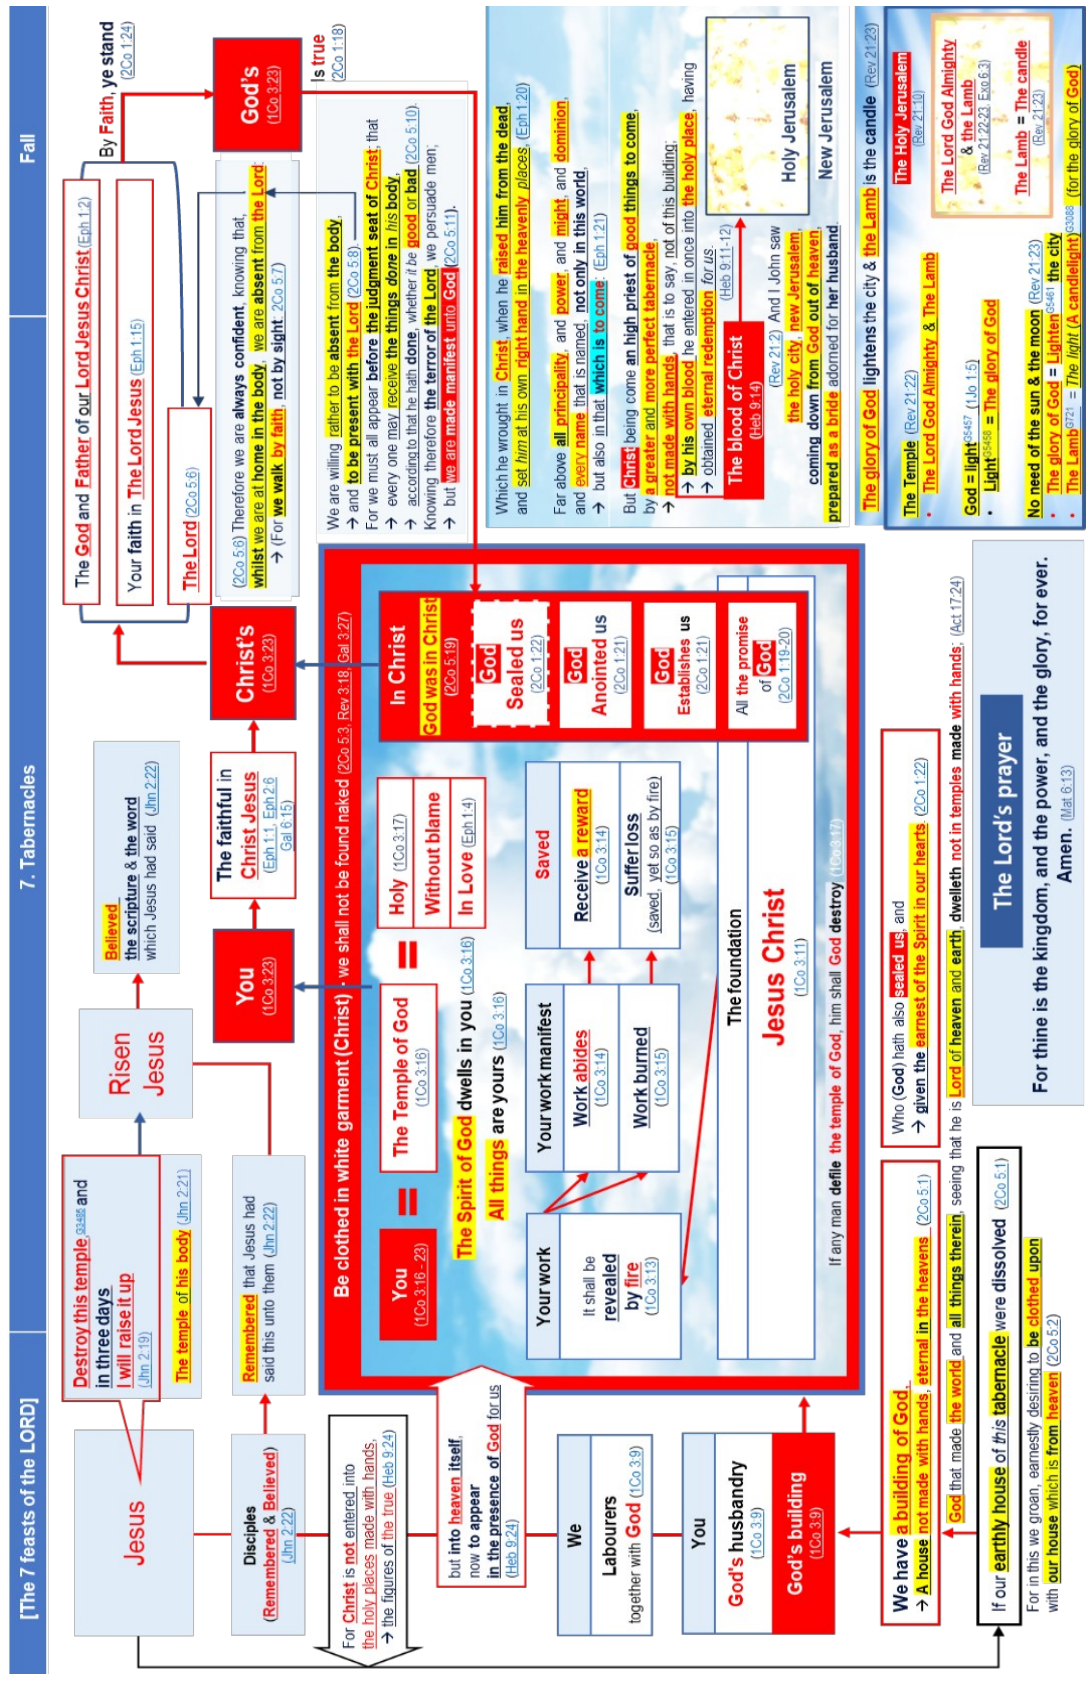 [The 7 feasts of the LORD]
7. Tabernacles
Fall
Jesus
Destroy this temple,G3485 and
in three days
I will raise it up
(Jhn 2:19)
The temple of his body (Jhn 2:21)
Risen
Jesus
Believed
the scripture & the word
which Jesus had said (Jhn 2:22)
Disciples
(Remembered & Believed)
(Jhn 2:22)
Remembered that Jesus had
said this unto them (Jhn 2:22)
You
(1Co 3:23)
The faithful in
Christ Jesus
(Eph 1:1, Eph 2:6
Gal 6:15)
Christ's
(1Co 3:23)
The God and Father of our Lord Jesus Christ (Eph 1:2)
Your faith in The Lord Jesus (Eph 1:15)
The Lord (2Co 5:6)
By Faith, ye stand
(2Co 1:24)
God's
(1Co 3:23)
Is true
(2Co 1:18)
(2Co 5:6) Therefore we are always confident, knowing that,
whilst we are at home in the body, we are absent from the Lord:
→ (For we walk by faith, not by sight: 2Co 5:7)
We are willing rather to be absent from the body,
→ and to be present with the Lord (2Co 5:8).
For we must all appear before the judgment seat of Christ; that
→ every one may receive the things done in his body,
→ according to that he hath done, whether it be good or bad (2Co 5:10).
Knowing therefore the terror of the Lord, we persuade men;
→ but we are made manifest unto God (2Co 5:11).
For Christ is not entered into
the holy places made with hands,
→ the figures of the true (Heb 9:24)
but into heaven itself,
now to appear
in the presence of God for us
(Heb 9:24)
We
Labourers
together with God (1Co 3:9)
You
God's husbandry
(1Co 3:9)
God's building
(1Co 3:9)
Be clothed in white garment (Christ) - we shall not be found naked (2Co 5:3, Rev 3:18, Gal 3:27)
You
(1Co 3:16 - 23)
=
The Temple of God
(1Co 3:16)
=
Holy (1Co 3:17)
Without blame
In Love (Eph 1:4)
The Spirit of God dwells in you (1Co 3:16)
All things are yours (1Co 3:16)
Your work
It shall be
revealed
by fire
(1Co 3:13)
Your work manifest
Work abides
(1Co 3:14)
Work burned
(1Co 3:15)
Saved
Receive a reward
(1Co 3:14)
Suffer loss
(saved, yet so as by fire)
(1Co 3:15)
The foundation
Jesus Christ
(1Co 3:11)
If any man defile the temple of God, him shall God destroy (1Co 3:17)
In Christ
God was in Christ
(2Co 5:19)
God
Sealed us
(2Co 1:22)
God
Anointed us
(2Co 1:21)
God
Establishes us
(2Co 1:21)
All the promise
of God
(2Co 1:19-20)
Which he wrought in Christ, when he raised him from the dead,
and set him at his own right hand in the heavenly places, (Eph 1:20)
Far above all principality, and power, and might, and dominion,
and every name that is named, not only in this world,
→ but also in that which is to come: (Eph 1:21)
But Christ being come an high priest of good things to come,
by a greater and more perfect tabernacle,
→ not made with hands, that is to say, not of this building;
→ by his own blood he entered in once into the holy place, having
→ obtained eternal redemption for us. (Heb 9:11-12)
The blood of Christ
(Heb 9:14)
Holy Jerusalem
New Jerusalem
(Rev 21:2) And I John saw
the holy city, new Jerusalem,
coming down from God out of heaven,
prepared as a bride adorned for her husband.
The glory of God lightens the city & the Lamb is the candle (Rev 21:23)
The Temple (Rev 21:22)
• The Lord God Almighty & The Lamb
God = lightG5457 (1Jo 1:5)
• LightG5458 = The glory of God
No need of the sun & the moon (Rev 21:23)
• The glory of God = LightenG5461 the city
• The LambG721 = The light (A candlelight)G3088 (for the glory of God)
The Holy Jerusalem
(Rev 21:10)
The Lord God Almighty
& the Lamb
(Rev 21:22-23, Exo 6:3)
The Lamb = The candle
(Rev 21:23)
We have a building of God,
→ A house not made with hands, eternal in the heavens (2Co 5:1)
Who (God) hath also sealed us, and
→ given the earnest of the Spirit in our hearts. (2Co 1:22)
God that made the world and all things therein, seeing that he is Lord of heaven and earth, dwelleth not in temples made with hands; (Act 17:24)
If our earthly house of this tabernacle were dissolved (2Co 5:1)
For in this we groan, earnestly desiring to be clothed upon
with our house which is from heaven (2Co 5:2)
The Lord's prayer
For thine is the kingdom, and the power, and the glory, for ever.
Amen. (Mat 6:13)